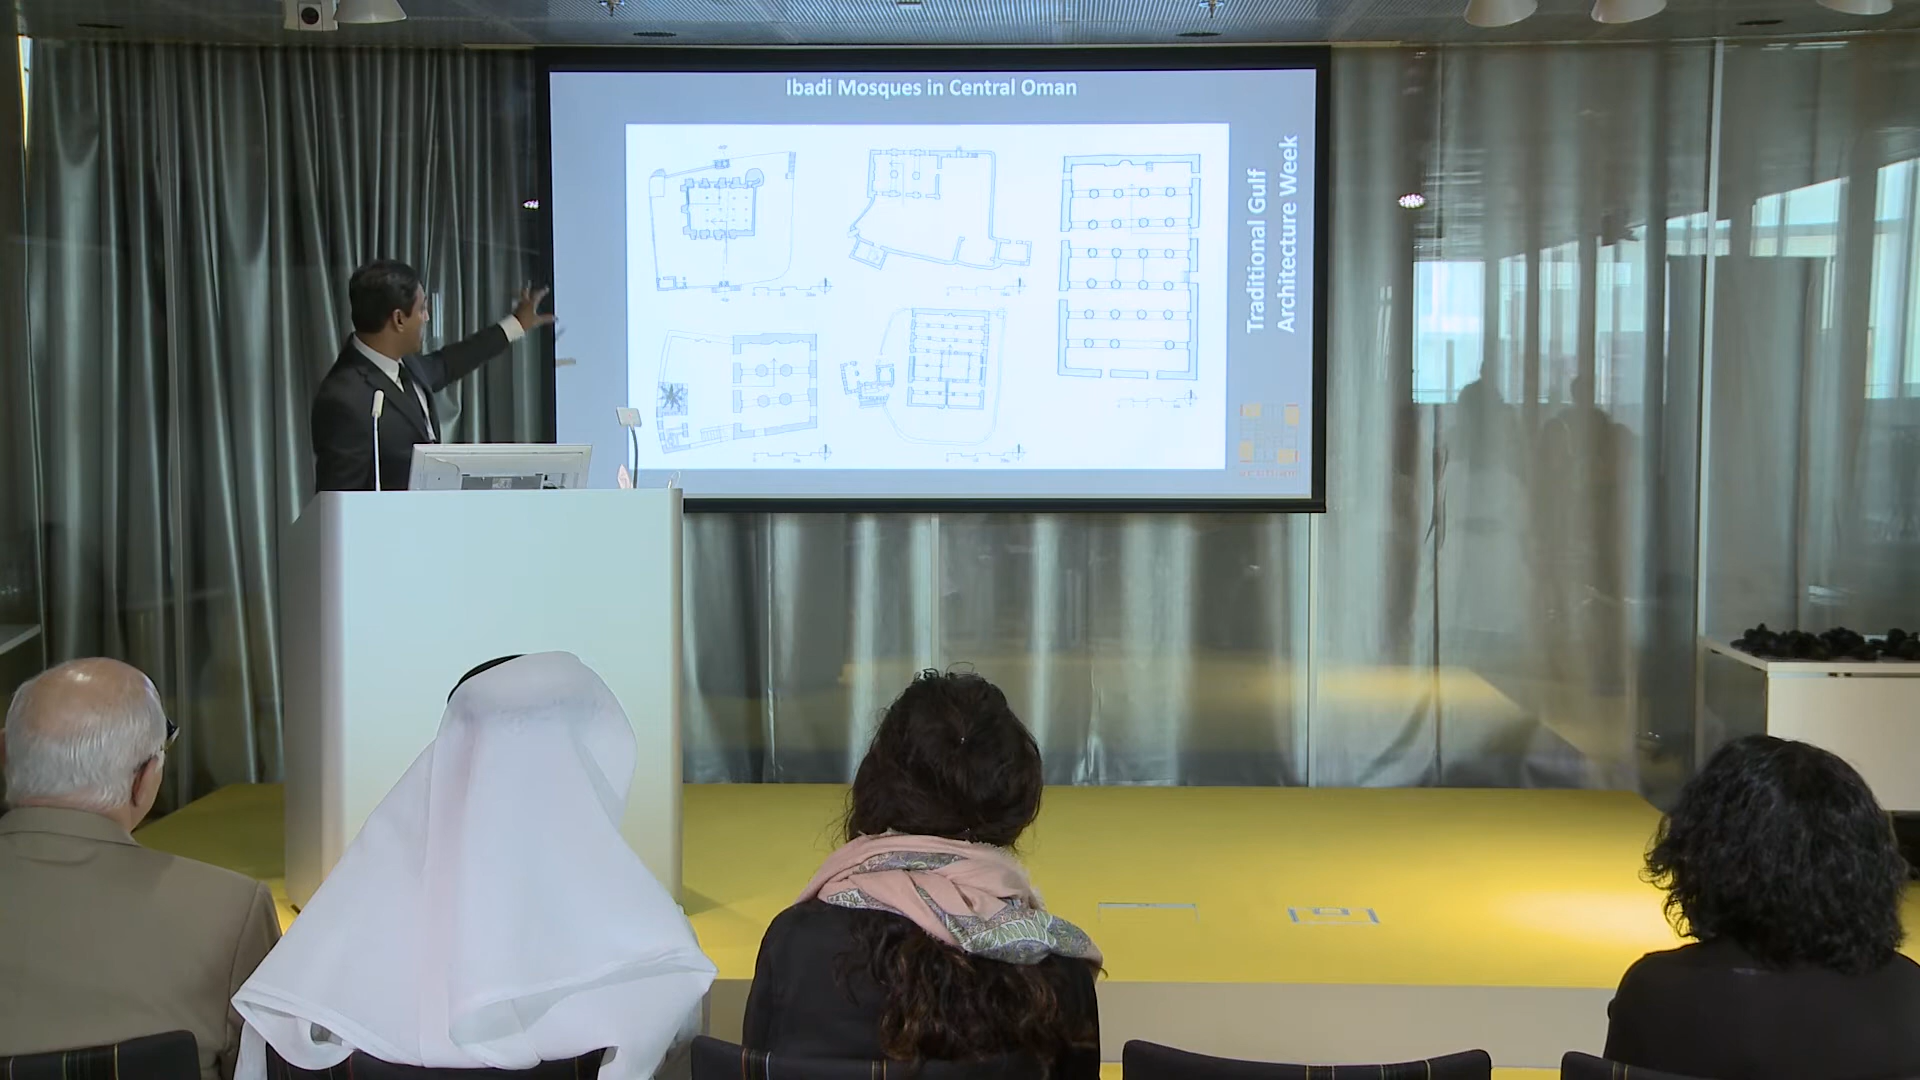 Ibadi Mosques in Central Oman
Traditional Gulf
Architecture Week